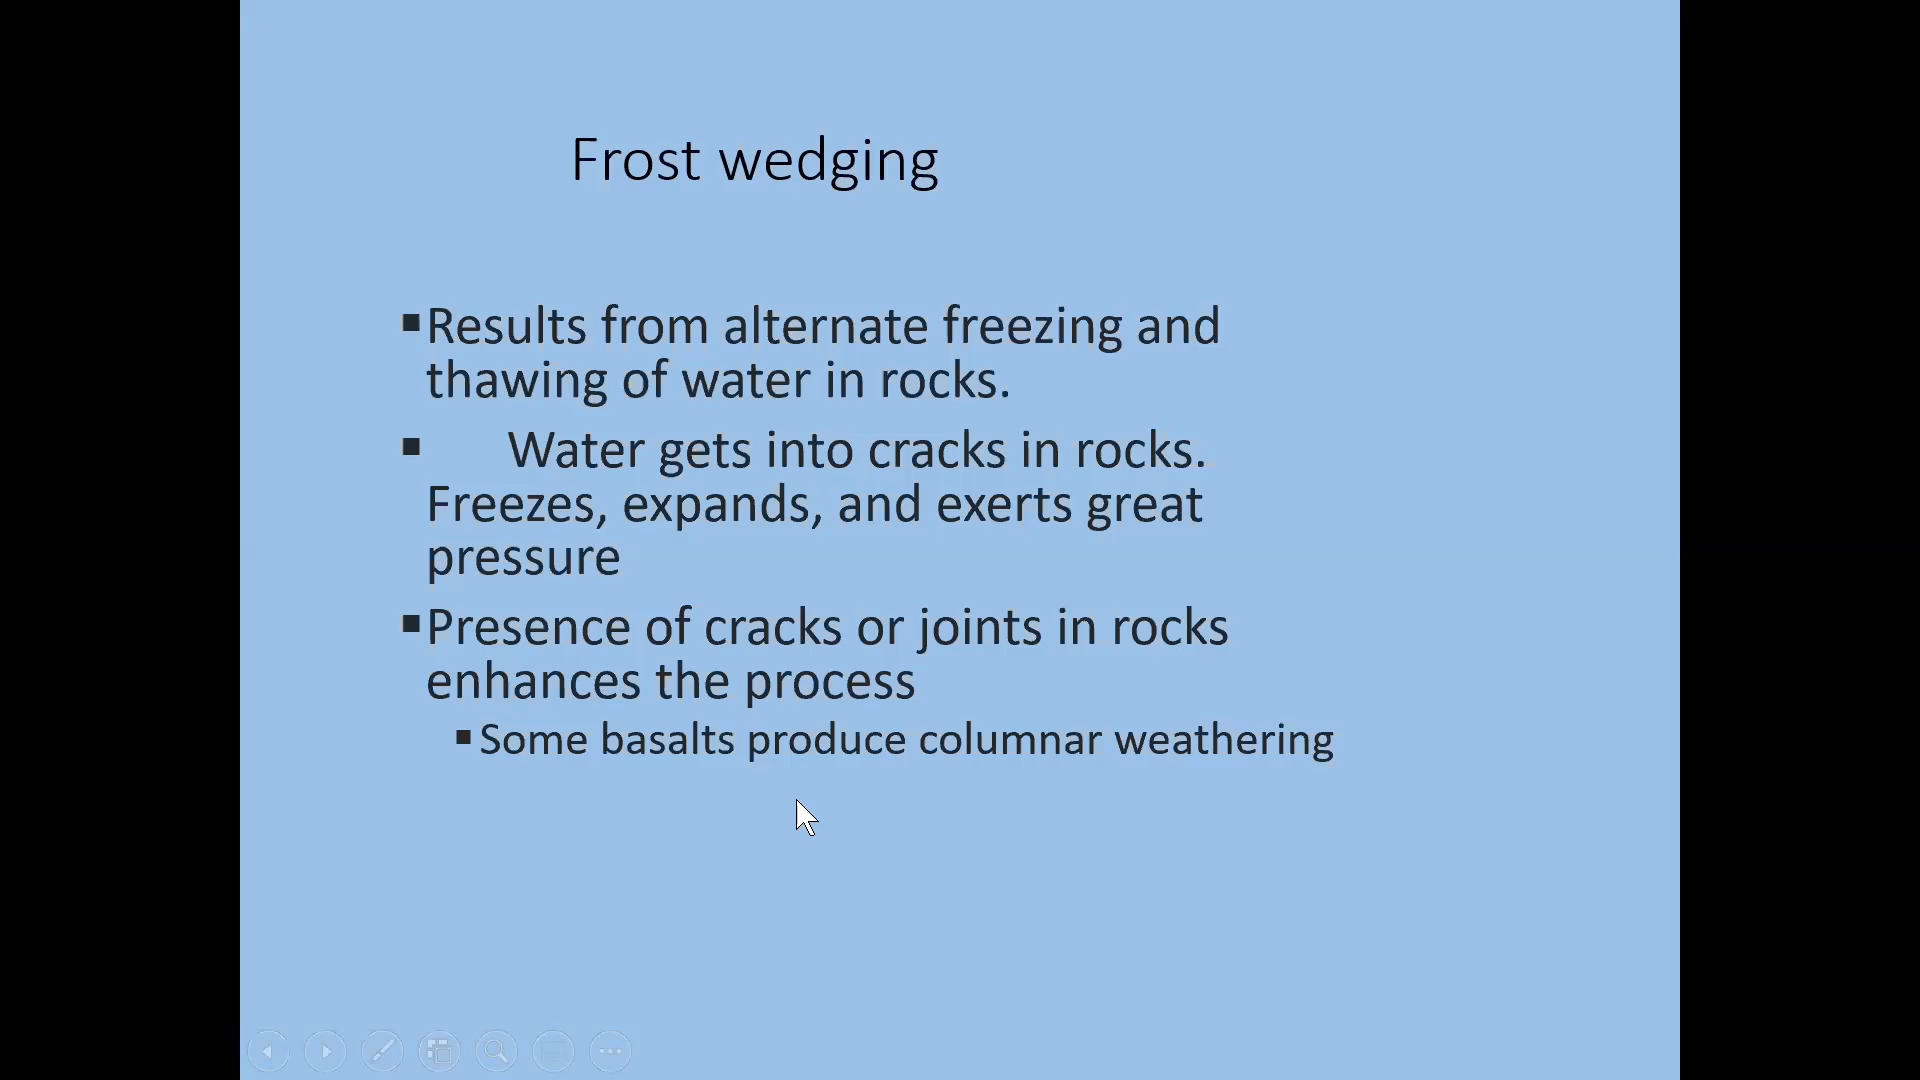 Frost wedging
▪Results from alternate freezing and
thawing of water in rocks.
▪ Water gets into cracks in rocks.
Freezes, expands, and exerts great
pressure
▪Presence of cracks or joints in rocks
enhances the process
▪Some basalts produce columnar weathering